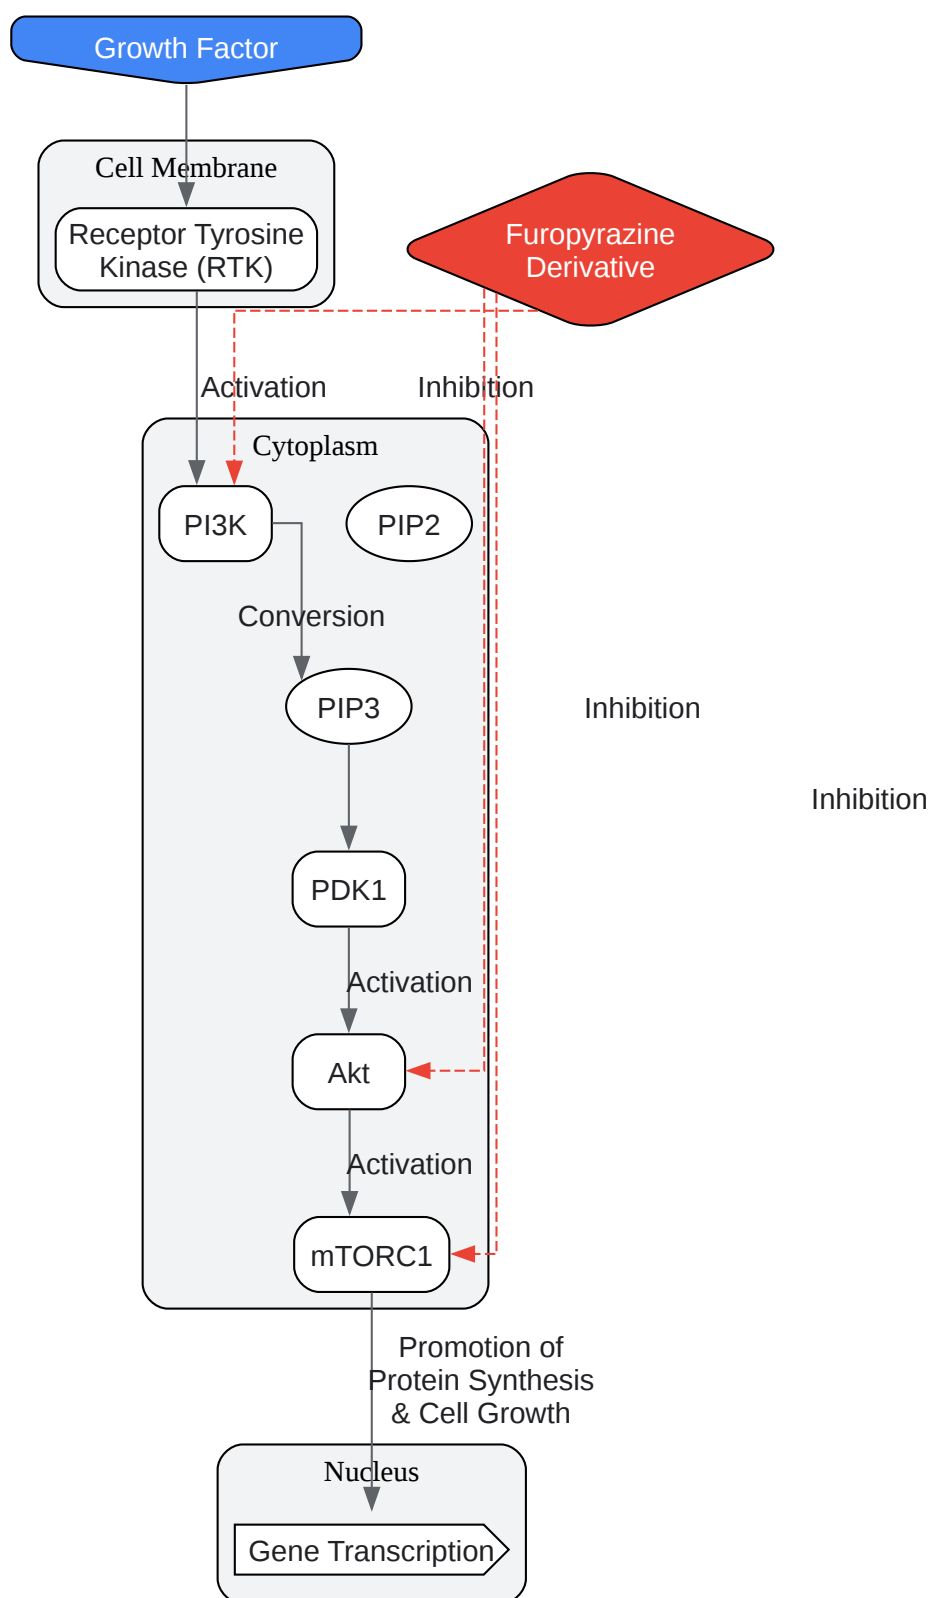 Growth Factor
Cell Membrane
Receptor Tyrosine
Kinase (RTK)
Furopyrazine
Derivative
Activation
Inhibition
Cytoplasm
PI3K
PIP2
Conversion
PIP3
Inhibition
Inhibition
PDK1
Activation
Akt
Activation
mTORC1
Promotion of
Protein Synthesis
& Cell Growth
Nucleus
Gene Transcription